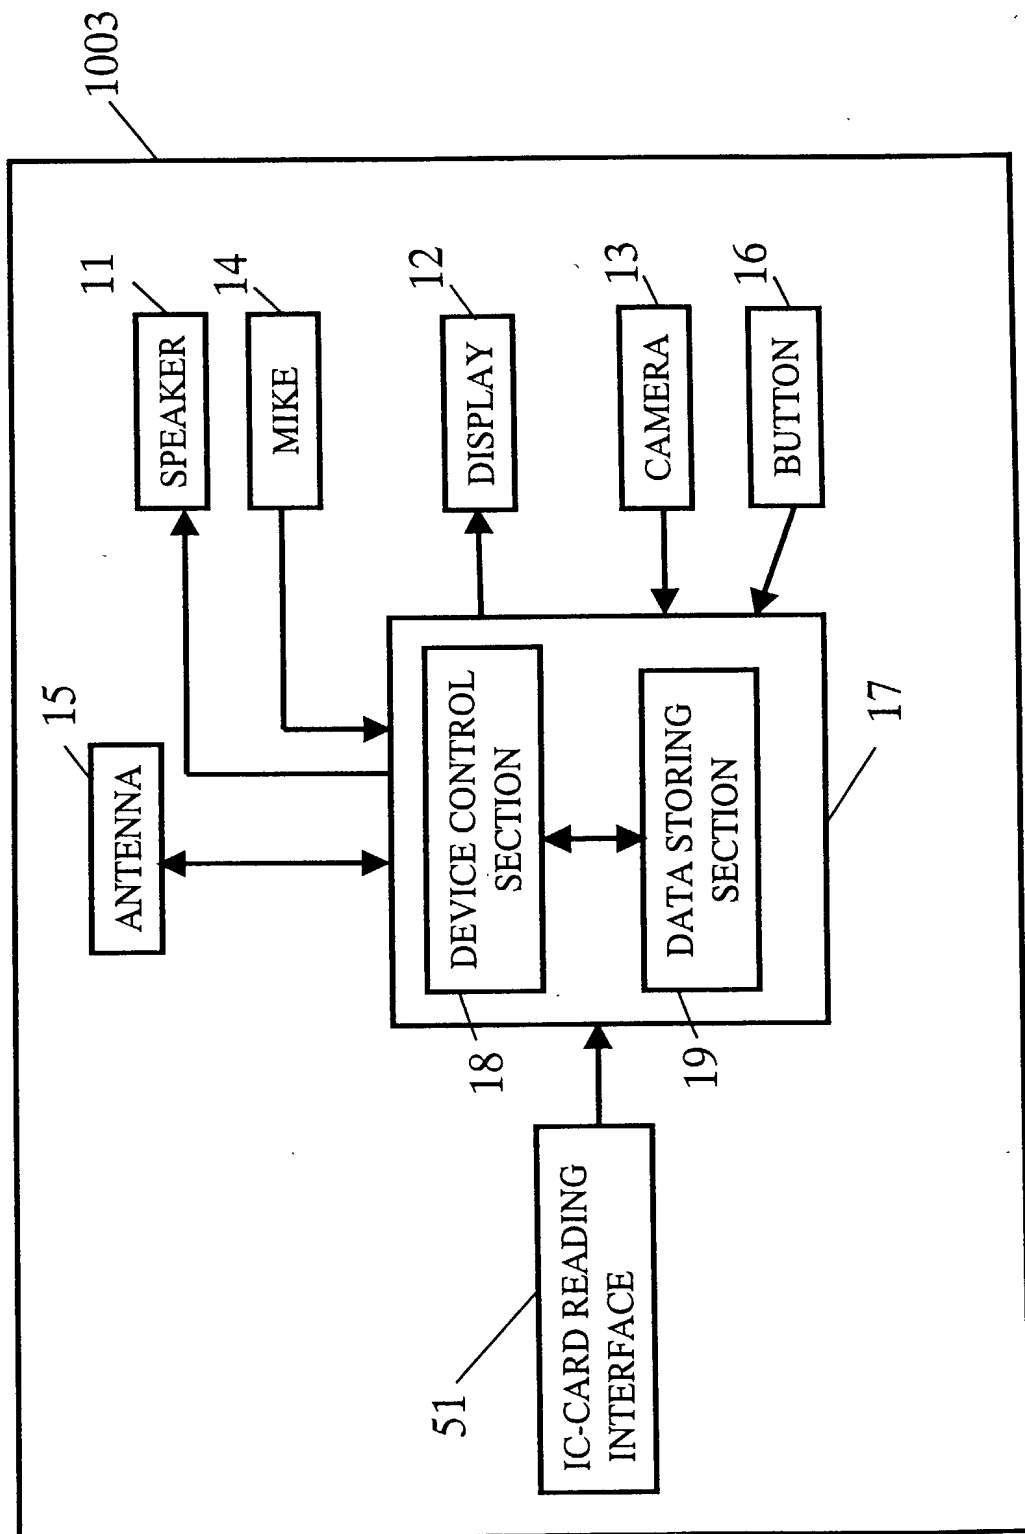 1003
15
ANTENNA
11
SPEAKER
14
MIKE
12
DISPLAY
13
CAMERA
16
BUTTON
DEVICE CONTROL
SECTION
18
DATA STORING
SECTION
19
17
51
IC-CARD READING
INTERFACE